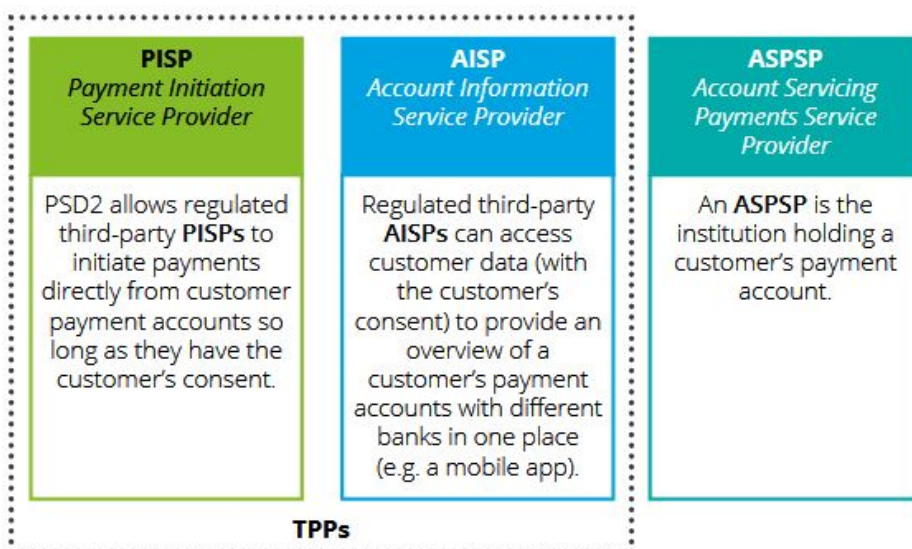 PISP
Payment Initiation
Service Provider
PSD2 allows regulated
third-party PISPs to
initiate payments
directly from customer
payment accounts so
long as they have the
customer's consent.
AISP
Account Information
Service Provider
Regulated third-party
AISPs can access
customer data (with
the customer's
consent) to provide an
overview of a
customer's payment
accounts with different
banks in one place
(e.g. a mobile app).
TPPs
ASPSP
Account Servicing
Payments Service
Provider
An ASPSP is the
institution holding a
customer's payment
account.